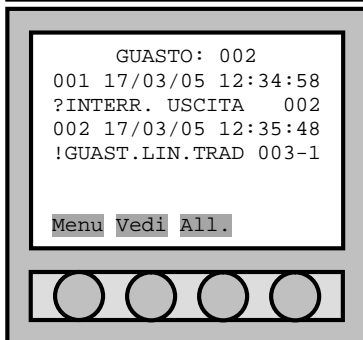 GUASTO: 002
001 17/03/05 12:34:58
?INTERR. USCITA 002
002 17/03/05 12:35:48
!GUAST.LIN.TRAD 003-1
Menu Vedi All.